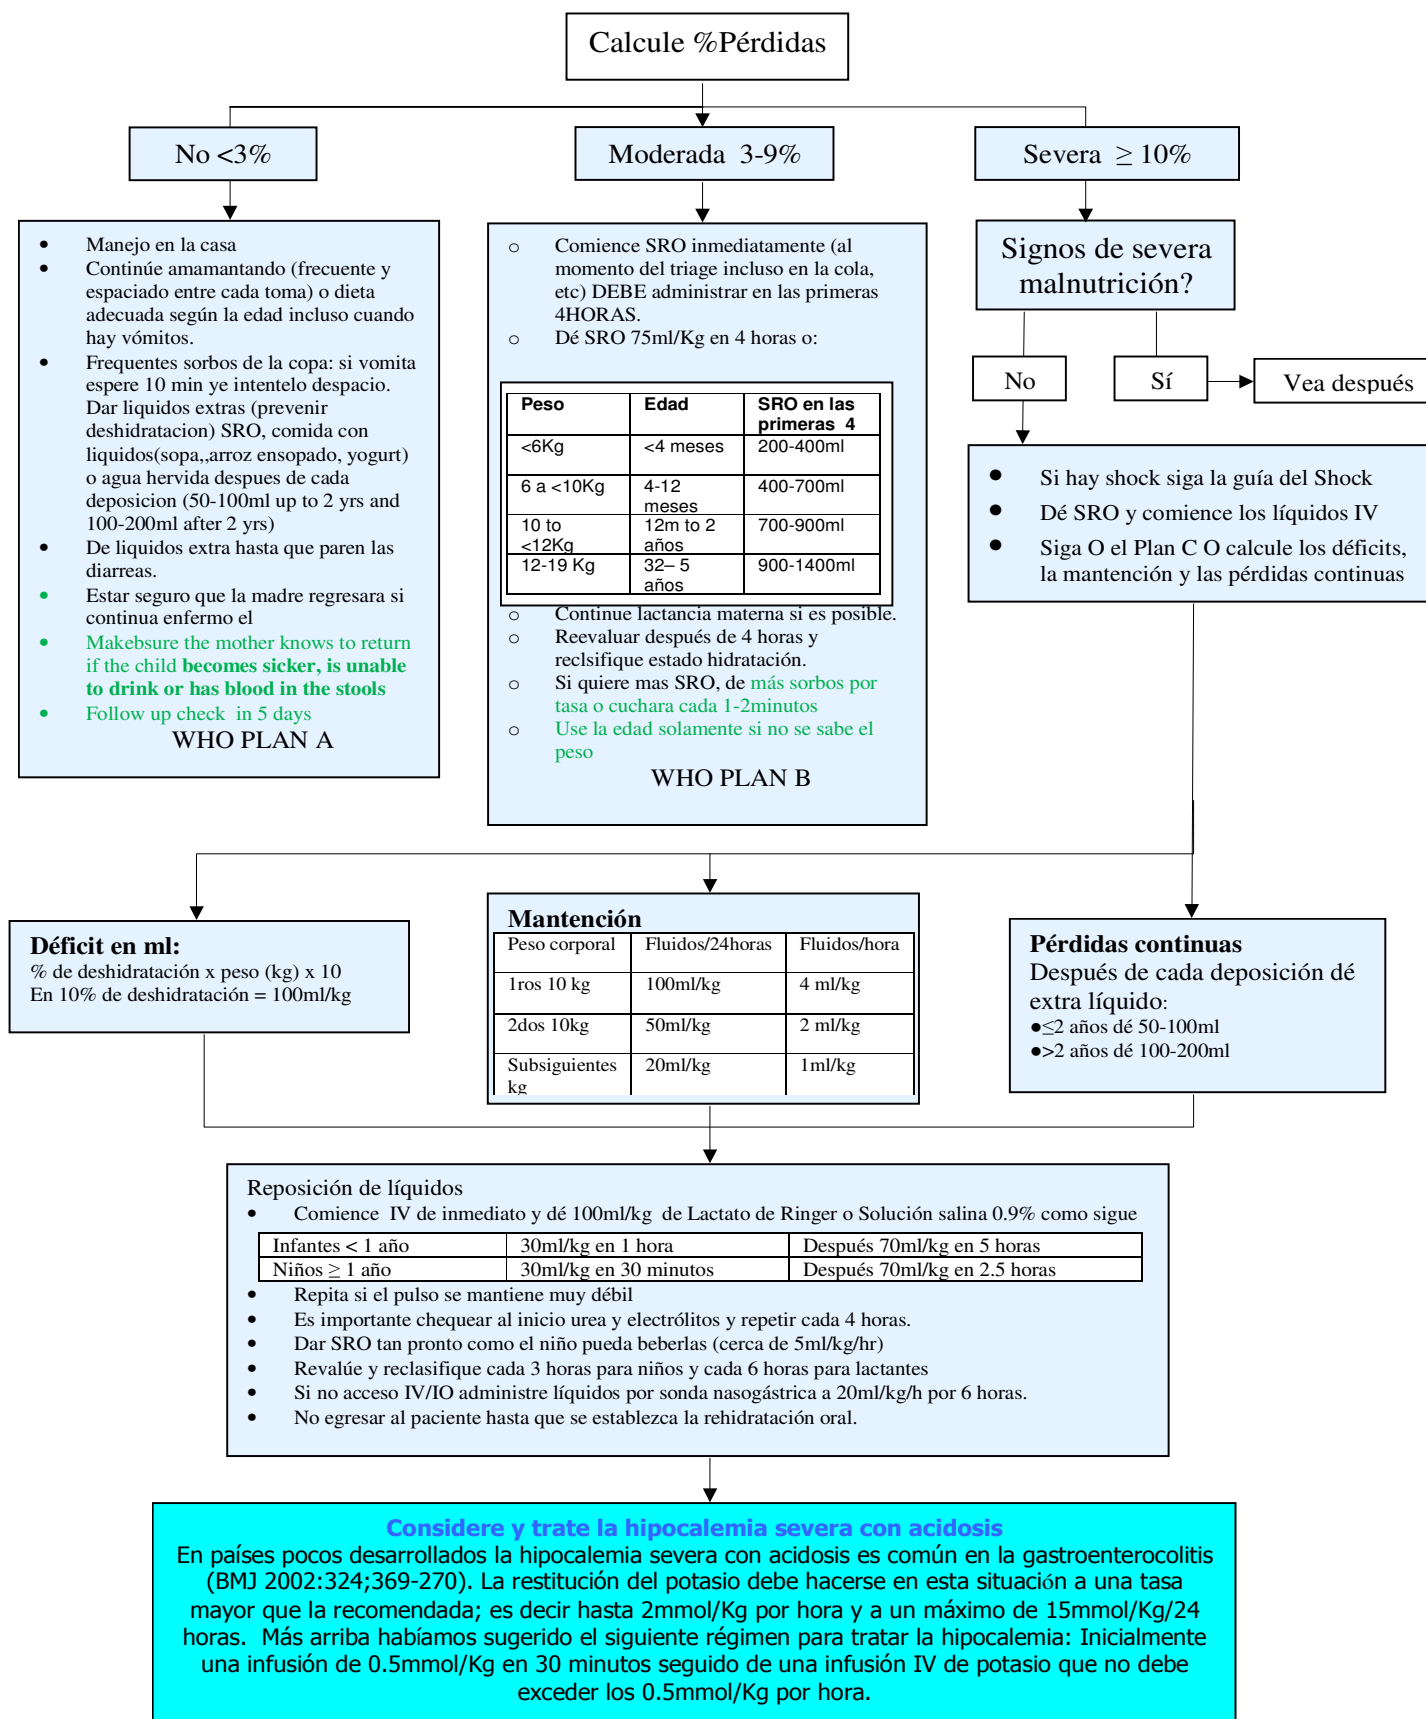 Calcule %Pérdidas
No <3%
Moderada 3-9%
Severa ≥ 10%
• Manejo en la casa
• Continúe amamantando (frecuente y
espaciado entre cada toma) o dieta
adecuada según la edad incluso cuando
hay vómitos.
• Frequentes sorbos de la copa: si vomita
espere 10 min ye intentelo despacio.
Dar liquidos extras (prevenir
deshidratacion) SRO, comida con
liquidos(sopa,,arroz ensopado, yogurt)
o agua hervida despues de cada
deposicion (50-100ml up to 2 yrs and
100-200ml after 2 yrs)
• De liquidos extra hasta que paren las
diarreas.
• Estar seguro que la madre regresara si
continua enfermo el
• Makebsure the mother knows to return
if the child becomes sicker, is unable
to drink or has blood in the stools
• Follow up check in 5 days
WHO PLAN A
o Comience SRO inmediatamente (al
momento del triage incluso en la cola,
etc) DEBE administrar en las primeras
4HORAS.
o Dé SRO 75ml/Kg en 4 horas o:
Peso Edad SRO en las
primeras 4
<6Kg <4 meses 200-400ml
6 a <10Kg 4-12 400-700ml
meses
10 to 12m to 2 700-900ml
<12Kg años
12-19 Kg 32– 5 900-1400ml
años
o Continue lactancia materna si es posible.
o Reevaluar después de 4 horas y
reclsifique estado hidratación.
o Si quiere mas SRO, de más sorbos por
tasa o cuchara cada 1-2minutos
o Use la edad solamente si no se sabe el
peso
WHO PLAN B
Signos de severa
malnutrición?
No
Sí
Vea después
• Si hay shock siga la guía del Shock
• Dé SRO y comience los líquidos IV
• Siga O el Plan C O calcule los déficits,
la mantención y las pérdidas continuas
Déficit en ml:
% de deshidratación x peso (kg) x 10
En 10% de deshidratación = 100ml/kg
Mantención
Peso corporal Fluidos/24horas Fluidos/hora
1ros 10 kg 100ml/kg 4 ml/kg
2dos 10kg 50ml/kg 2 ml/kg
Subsiguientes 20ml/kg 1ml/kg
kg
Pérdidas continuas
Después de cada deposición dé
extra líquido:
●≤2 años dé 50-100ml
●>2 años dé 100-200ml
Reposición de líquidos
• Comience IV de inmediato y dé 100ml/kg de Lactato de Ringer o Solución salina 0.9% como sigue
Infantes < 1 año 30ml/kg en 1 hora Después 70ml/kg en 5 horas
Niños ≥ 1 año 30ml/kg en 30 minutos Después 70ml/kg en 2.5 horas
• Repita si el pulso se mantiene muy débil
• Es importante chequear al inicio urea y electrólitos y repetir cada 4 horas.
• Dar SRO tan pronto como el niño pueda beberlas (cerca de 5ml/kg/hr)
• Revalúe y reclasifique cada 3 horas para niños y cada 6 horas para lactantes
• Si no acceso IV/IO administre líquidos por sonda nasogástrica a 20ml/kg/h por 6 horas.
• No egresar al paciente hasta que se establezca la rehidratación oral.
Considere y trate la hipocalemia severa con acidosis
En países pocos desarrollados la hipocalemia severa con acidosis es común en la gastroenterocolitis
(BMJ 2002:324;369-270). La restitución del potasio debe hacerse en esta situación a una tasa
mayor que la recomendada; es decir hasta 2mmol/Kg por hora y a un máximo de 15mmol/Kg/24
horas. Más arriba habíamos sugerido el siguiente régimen para tratar la hipocalemia: Inicialmente
una infusión de 0.5mmol/Kg en 30 minutos seguido de una infusión IV de potasio que no debe
exceder los 0.5mmol/Kg por hora.